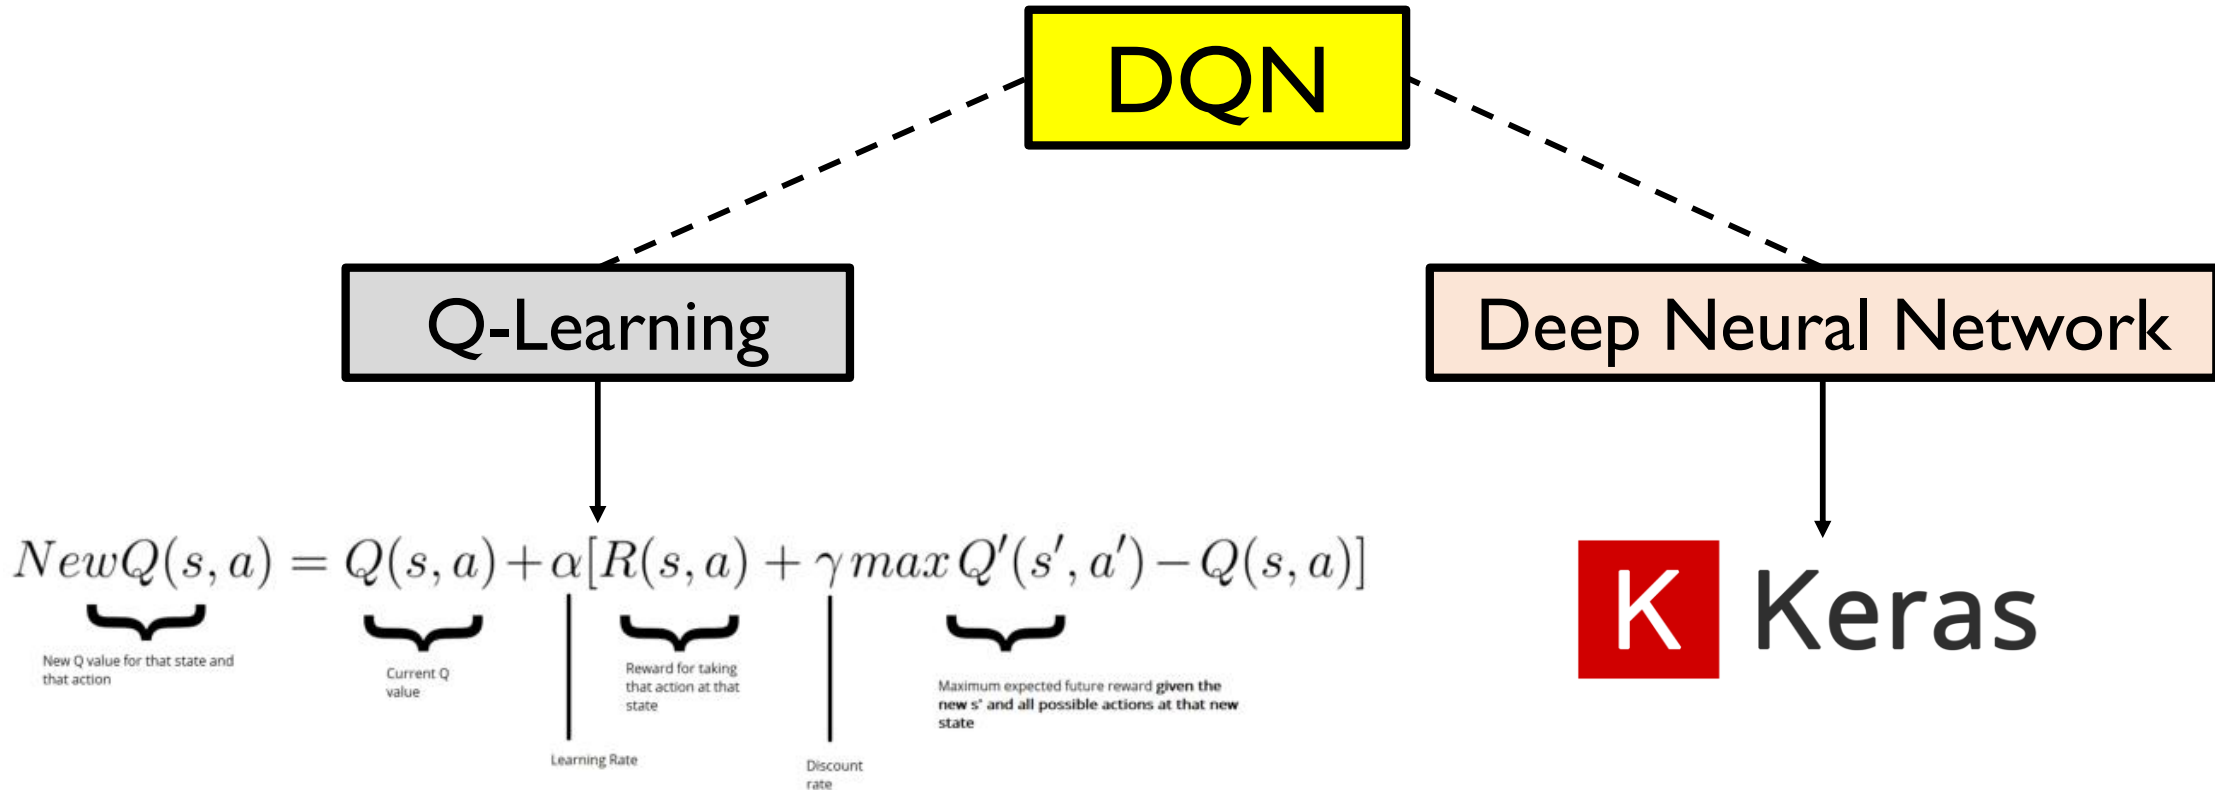 DQN
Q-Learning
Deep Neural Network
NewQ(s, a) = Q(s, a) + α[R(s, a) + γ max Q′(s′, a′) − Q(s, a)]
New Q value for that state and
that action
Current Q
value
Reward for taking
that action at that
state
Maximum expected future reward given the
new s' and all possible actions at that new
state
Learning Rate
Discount
rate
K Keras